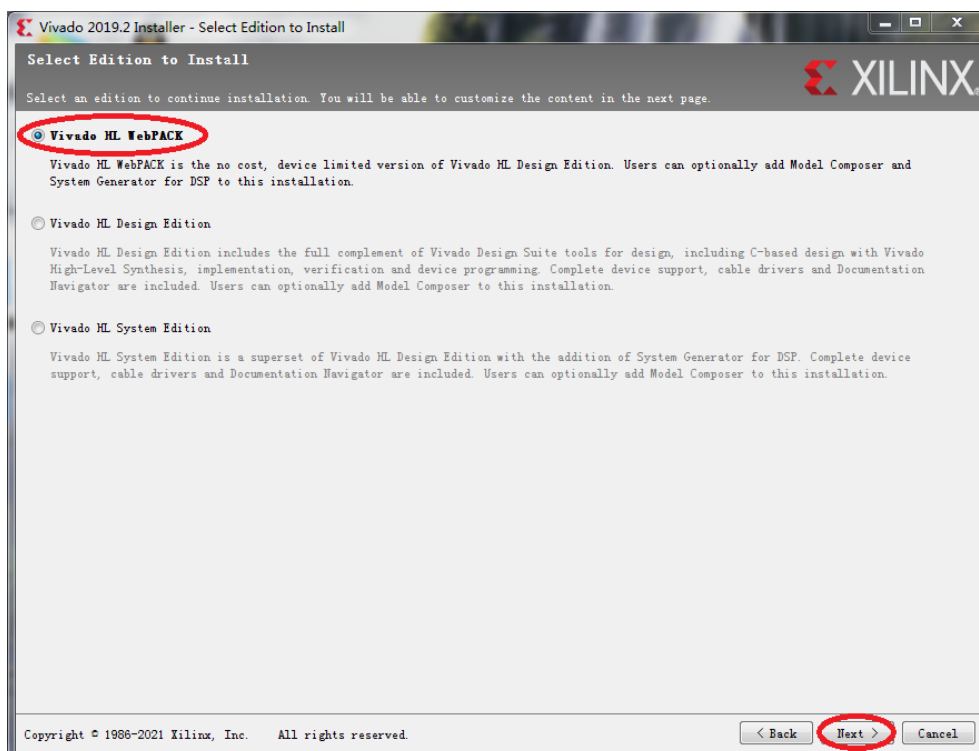 Vivado 2019.2 Installer - Select Edition to Install
Select Edition to Install
XILINX.
Select an edition to continue installation. You will be able to customize the content in the next page.
Vivado HL WebPACK
Vivado HL WebPACK is the no cost, device limited version of Vivado HL Design Edition. Users can optionally add Model Composer and
System Generator for DSP to this installation.
Vivado HL Design Edition
Vivado HL Design Edition includes the full complement of Vivado Design Suite tools for design, including C-based design with Vivado
High-Level Synthesis, implementation, verification and device programming. Complete device support, cable drivers and Documentation
Navigator are included. Users can optionally add Model Composer to this installation.
Vivado HL System Edition
Vivado HL System Edition is a superset of Vivado HL Design Edition with the addition of System Generator for DSP. Complete device
support, cable drivers and Documentation Navigator are included. Users can optionally add Model Composer to this installation.
Copyright © 1986-2021 Xilinx, Inc. All rights reserved.
< Back
Next >
Cancel